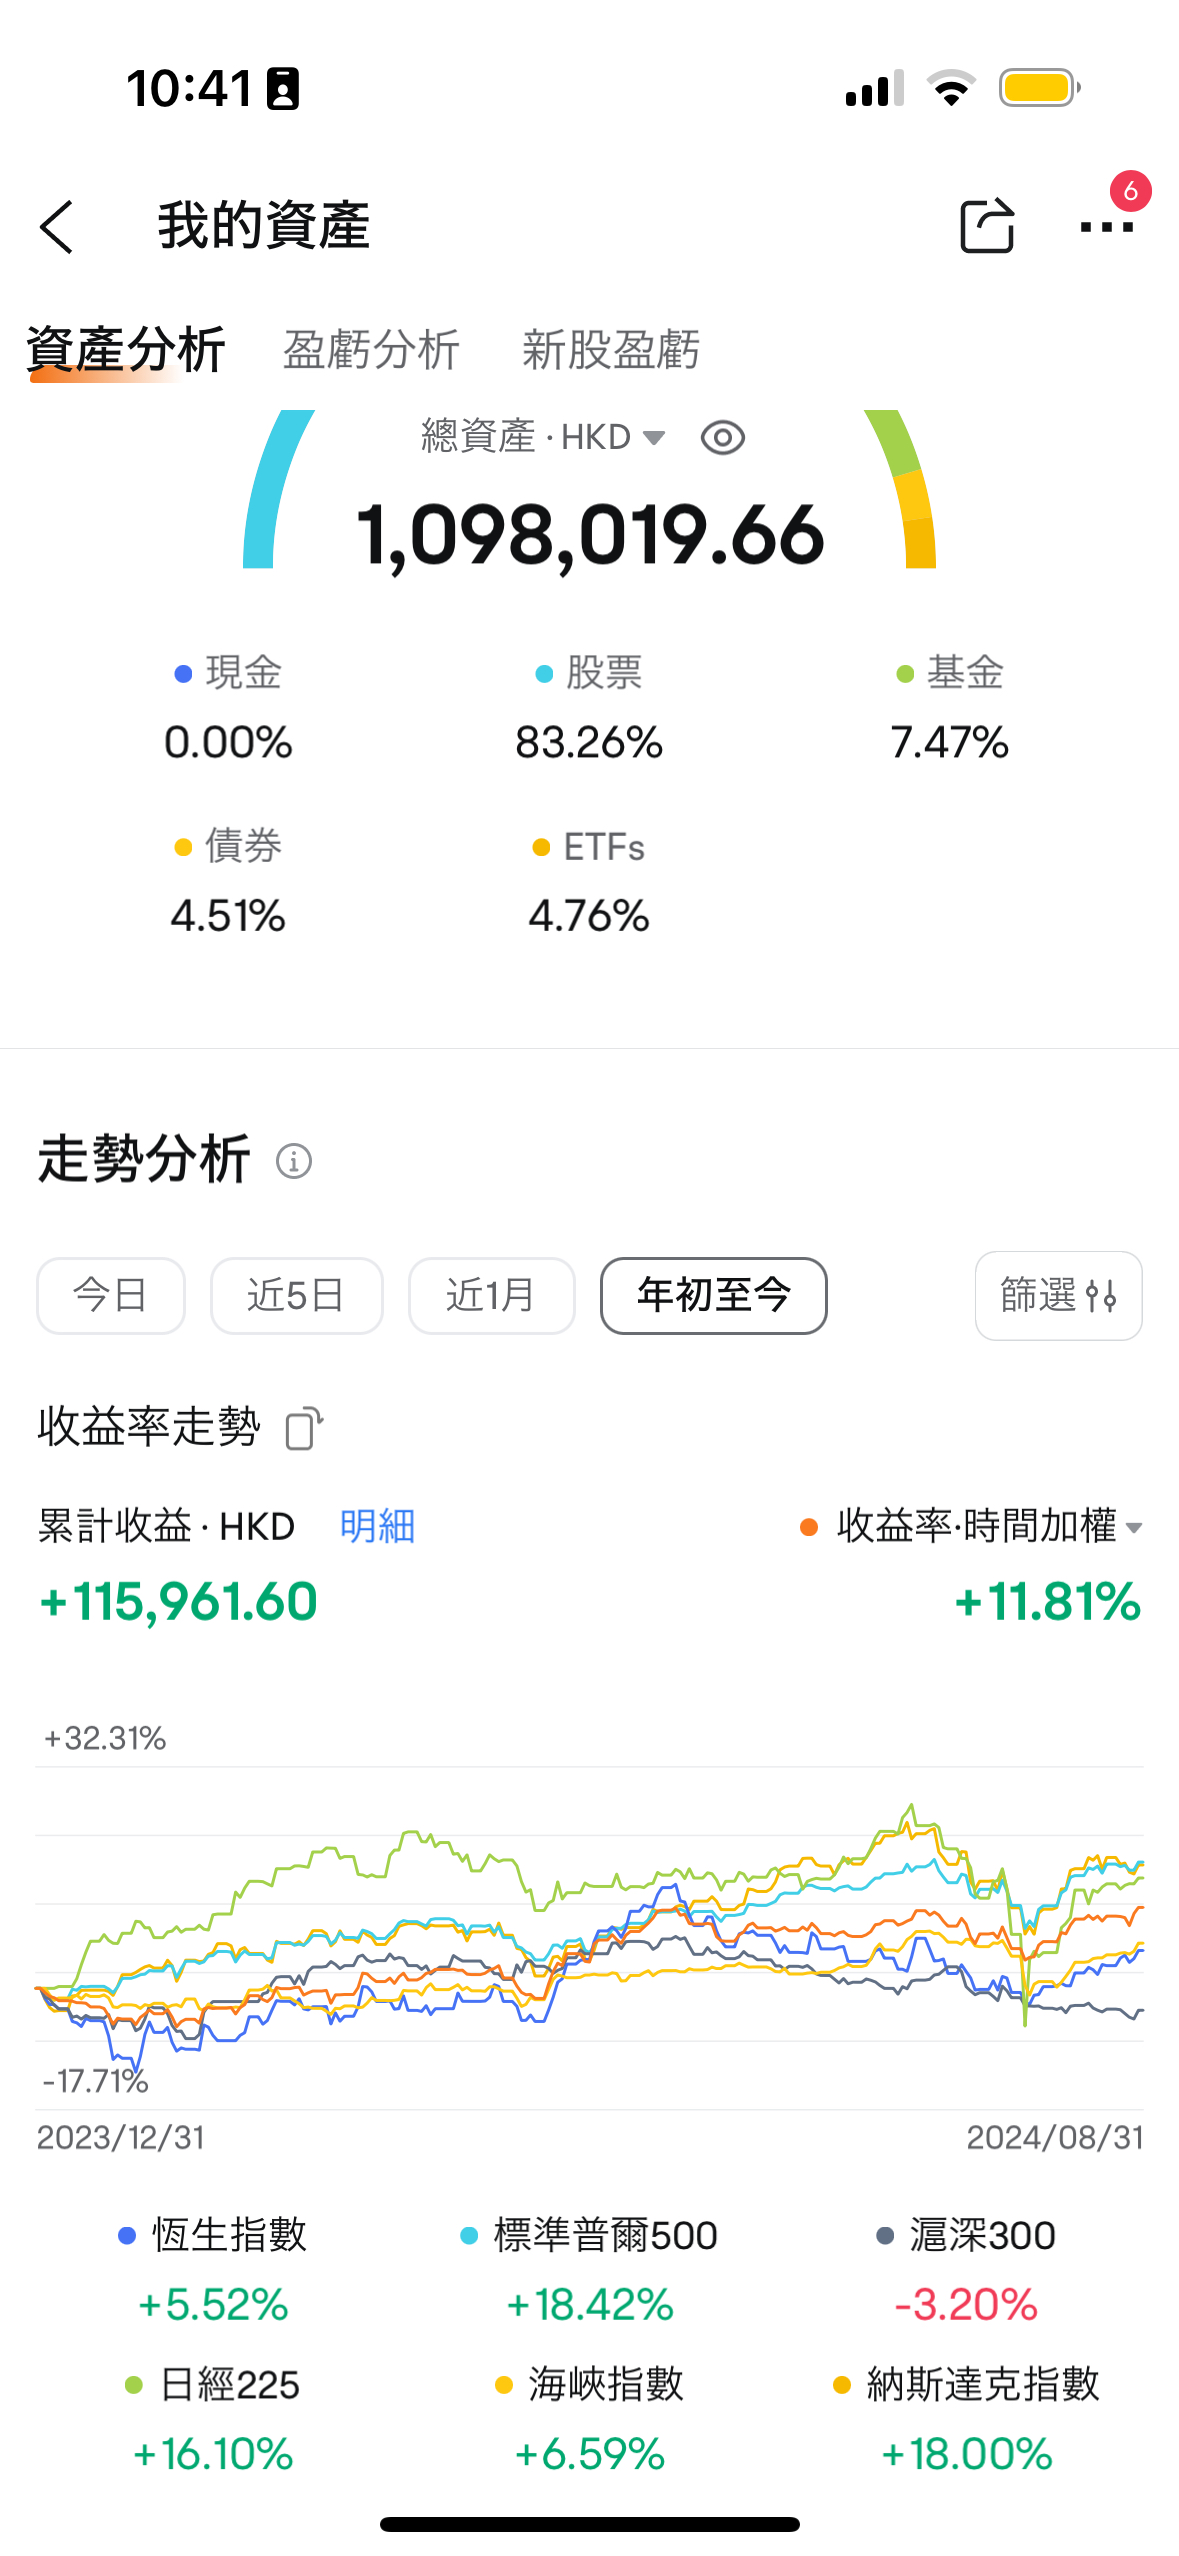 10:41
我的資產
6
資產分析 盈虧分析 新股盈虧
總資產 · HKD
1,098,019.66
現金 股票 基金
0.00% 83.26% 7.47%
債券 ETFs
4.51% 4.76%
走勢分析
今日 近5日 近1月 年初至今 篩選
收益率走勢
累計收益 · HKD 明細 收益率·時間加權
+115,961.60 +11.81%
+32.31%
-17.71%
2023/12/31 2024/08/31
恆生指數 標準普爾500 滬深300
+5.52% +18.42% -3.20%
日經225 海峽指數 納斯達克指數
+16.10% +6.59% +18.00%